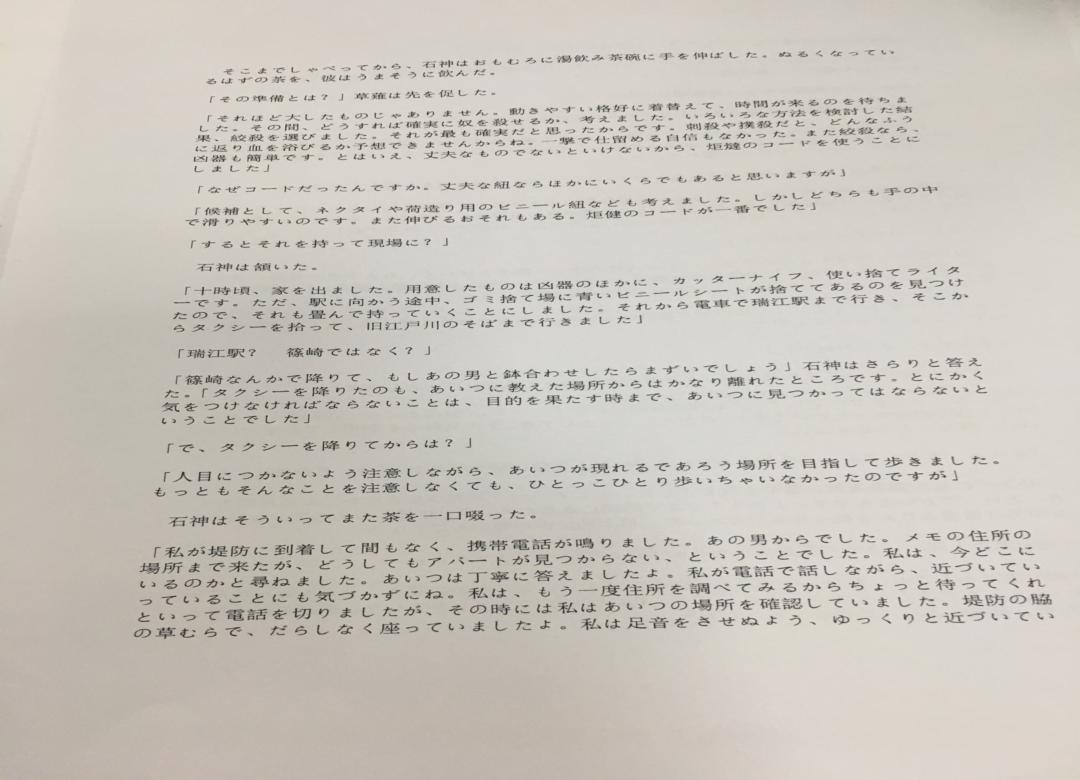 そこまでしゃべってから、石神はおもむろに湯飲み茶碗に手を伸ばした。ぬるくなってい
るはずの茶を、彼はうまそうに飲んだ。
「その準備とは？」草薙は先を促した。
「それほど大したものじゃありません。動きやすい格好に着替えて、時間が来るのを待ちま
した。その間、どうすれば確実に奴を殺せるか、考えました。いろいろな方法を検討した結
果、絞殺を選びました。それが最も確実だと思ったからです。刺殺や撲殺だと、どんなふう
に返り血を浴びるか予想できませんからね。一撃で仕留める自信もなかった。また絞殺なら、
凶器も簡単です。とはいえ、丈夫なものでないといけないから、炬燵のコードを使うことに
しました」
「なぜコードだったんですか。丈夫な紐ならほかにいくらでもあると思いますが」
「候補として、ネクタイや荷造り用のビニール紐なども考えました。しかしどちらも手の中
で滑りやすいのです。また伸びるおそれもある。炬健のコードが一番でした」
「するとそれを持って現場に？」
石神は頷いた。
「十時頃、家を出ました。用意したものは凶器のほかに、カッターナイフ、使い捨てライタ
ーです。ただ、駅に向かう途中、ゴミ捨て場に青いビニールシートが捨ててあるのを見つけ
たので、それも畳んで持っていくことにしました。それから電車で瑞江駅まで行き、そこか
らタクシーを拾って、旧江戸川のそばまで行きました」
「瑞江駅？　篠崎ではなく？」
「篠崎なんかで降りて、もしあの男と鉢合わせしたらまずいでしょう」石神はさらりと答え
た。「タクシーを降りたのも、あいつに教えた場所からはかなり離れたところです。とにかく
気をつけなければならないことは、目的を果たす時まで、あいつに見つかってはならないと
いうことでした」
「で、タクシーを降りてからは？」
「人目につかないよう注意しながら、あいつが現れるであろう場所を目指して歩きました。
もっともそんなことを注意しなくても、ひとっこひとり歩いちゃいなかったのですが」
石神はそういってまた茶を一口啜った。
「私が堤防に到着して間もなく、携帯電話が鳴りました。あの男からでした。メモの住所の
場所まで来たが、どうしてもアパートが見つからない、ということでした。私は、今どこに
いるのかと尋ねました。あいつは丁寧に答えましたよ。私が電話で話しながら、近づいてい
っていることにも気づかずにね。私は、もう一度住所を調べてみるからちょっと待ってくれ
といって電話を切りましたが、その時には私はあいつの場所を確認していました。堤防の脇
の草むらで、だらしなく座っていましたよ。私は足音をさせぬよう、ゆっくりと近づいてい